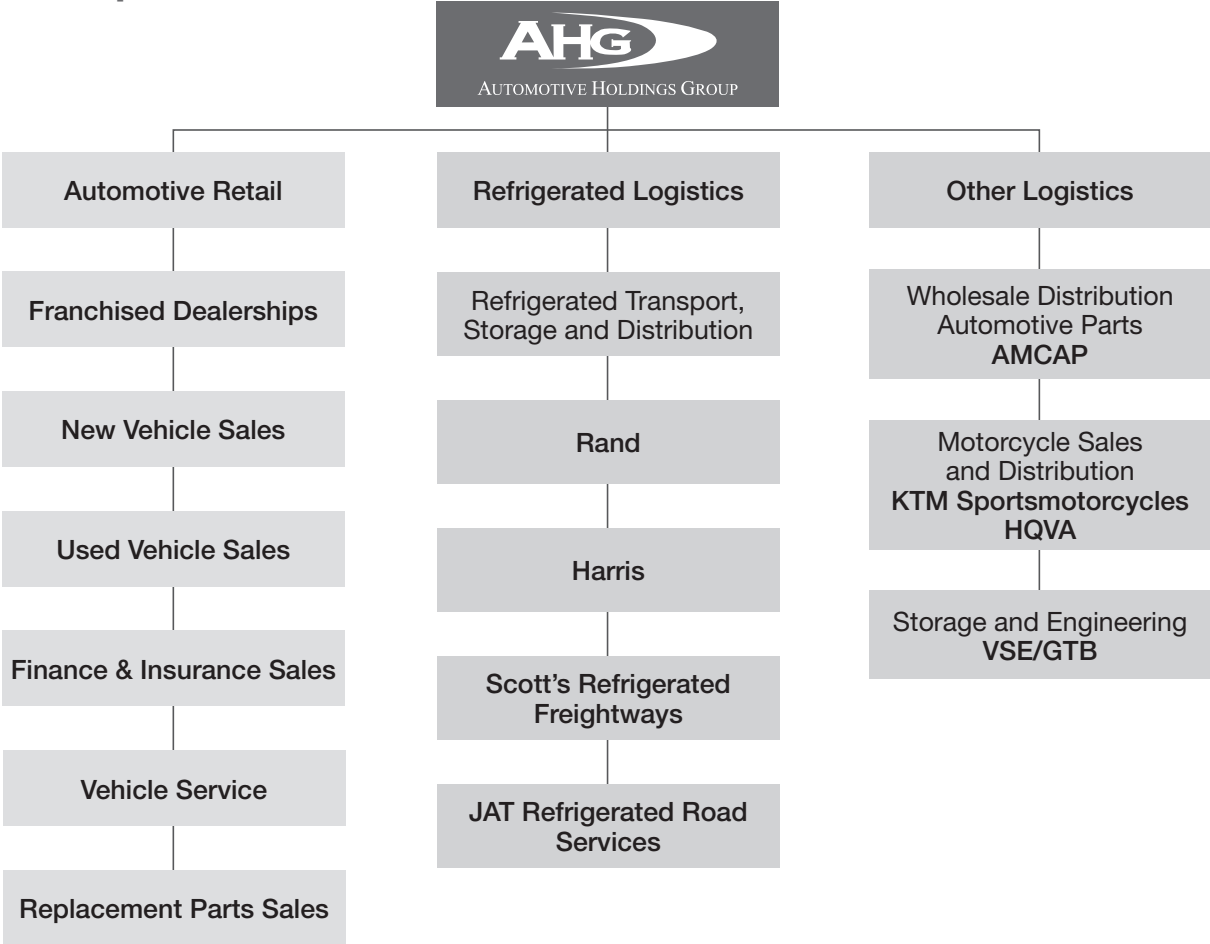 AHG
AUTOMOTIVE HOLDINGS GROUP
Automotive Retail
Franchised Dealerships
New Vehicle Sales
Used Vehicle Sales
Finance & Insurance Sales
Vehicle Service
Replacement Parts Sales
Refrigerated Logistics
Refrigerated Transport,
Storage and Distribution
Rand
Harris
Scott’s Refrigerated
Freightways
JAT Refrigerated Road
Services
Other Logistics
Wholesale Distribution
Automotive Parts
AMCAP
Motorcycle Sales
and Distribution
KTM Sportsmotorcycles
HQVA
Storage and Engineering
VSE/GTB